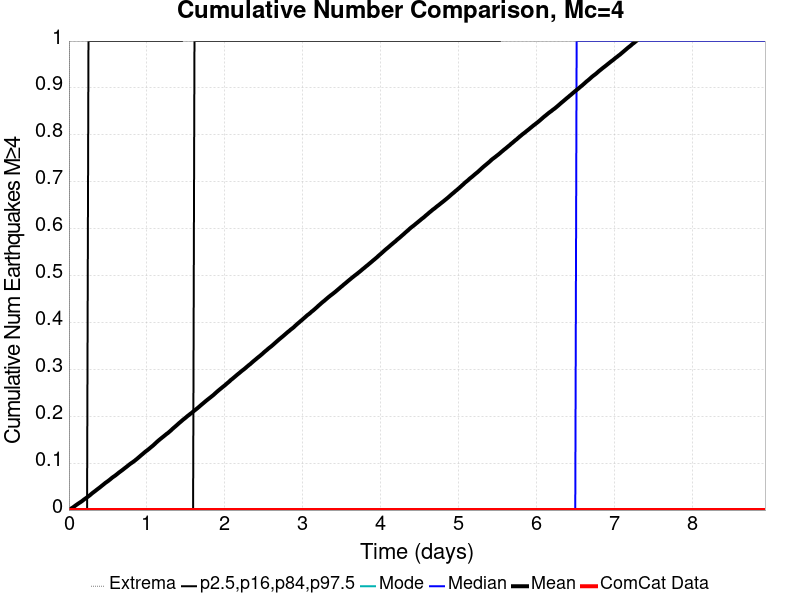 Cumulative Number Comparison, Mc=4
Cumulative Num Earthquakes M≥4
1
0.9
0.8
0.7
0.6
0.5
0.4
0.3
0.2
0.1
0
0 1 2 3 4 5 6 7 8
Time (days)
Extrema p2.5,p16,p84,p97.5 Mode Median Mean ComCat Data